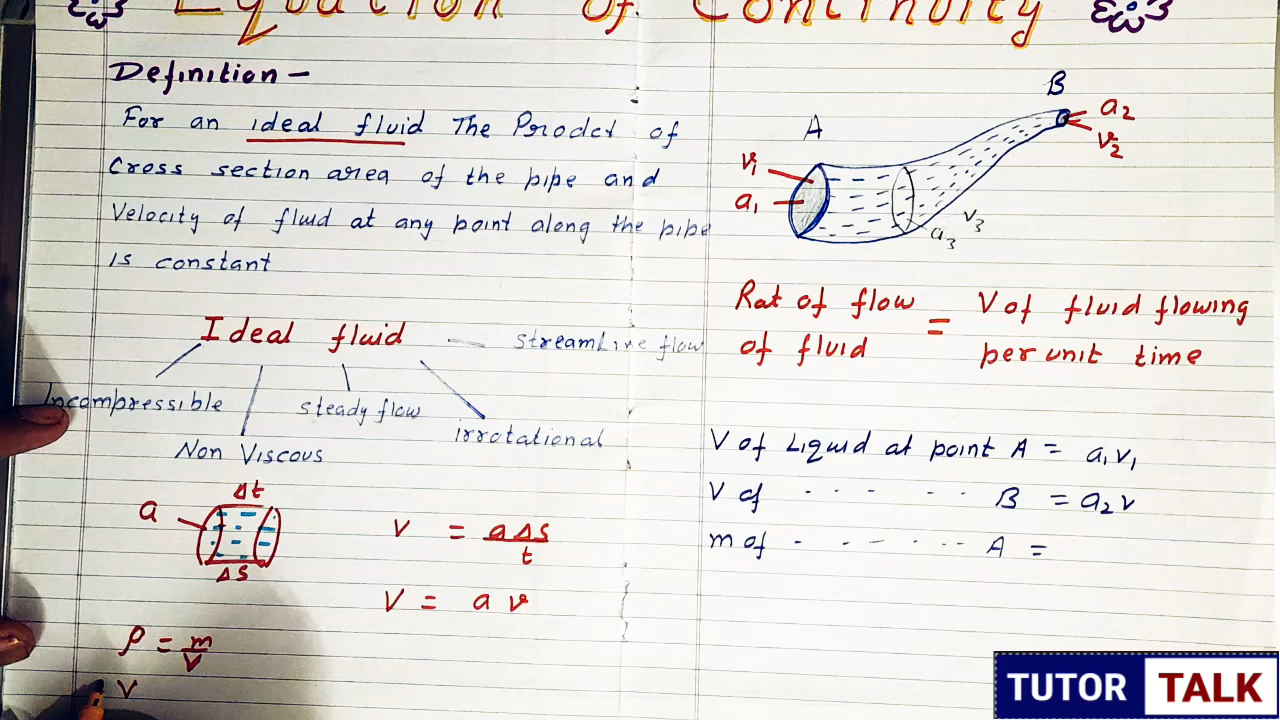 Equation of Continuity
Definition -
For an ideal fluid The Prodct of
Cross section area of the pipe and
Velocity of fluid at any point along the pipe
is constant
Ideal fluid
streamLine flow
Incompressible
steady flow
irrotational
Non Viscous
Δt
a
Δs
V = aΔs/t
V = a v
ρ = m/V
V
A
B
v1
a1
a2
v2
v3
a3
Rat of flow of fluid = V of fluid flowing per unit time
V of Liquid at point A = a1v1
V of - - - - - B = a2v
m of - - - - - A =
TUTOR TALK